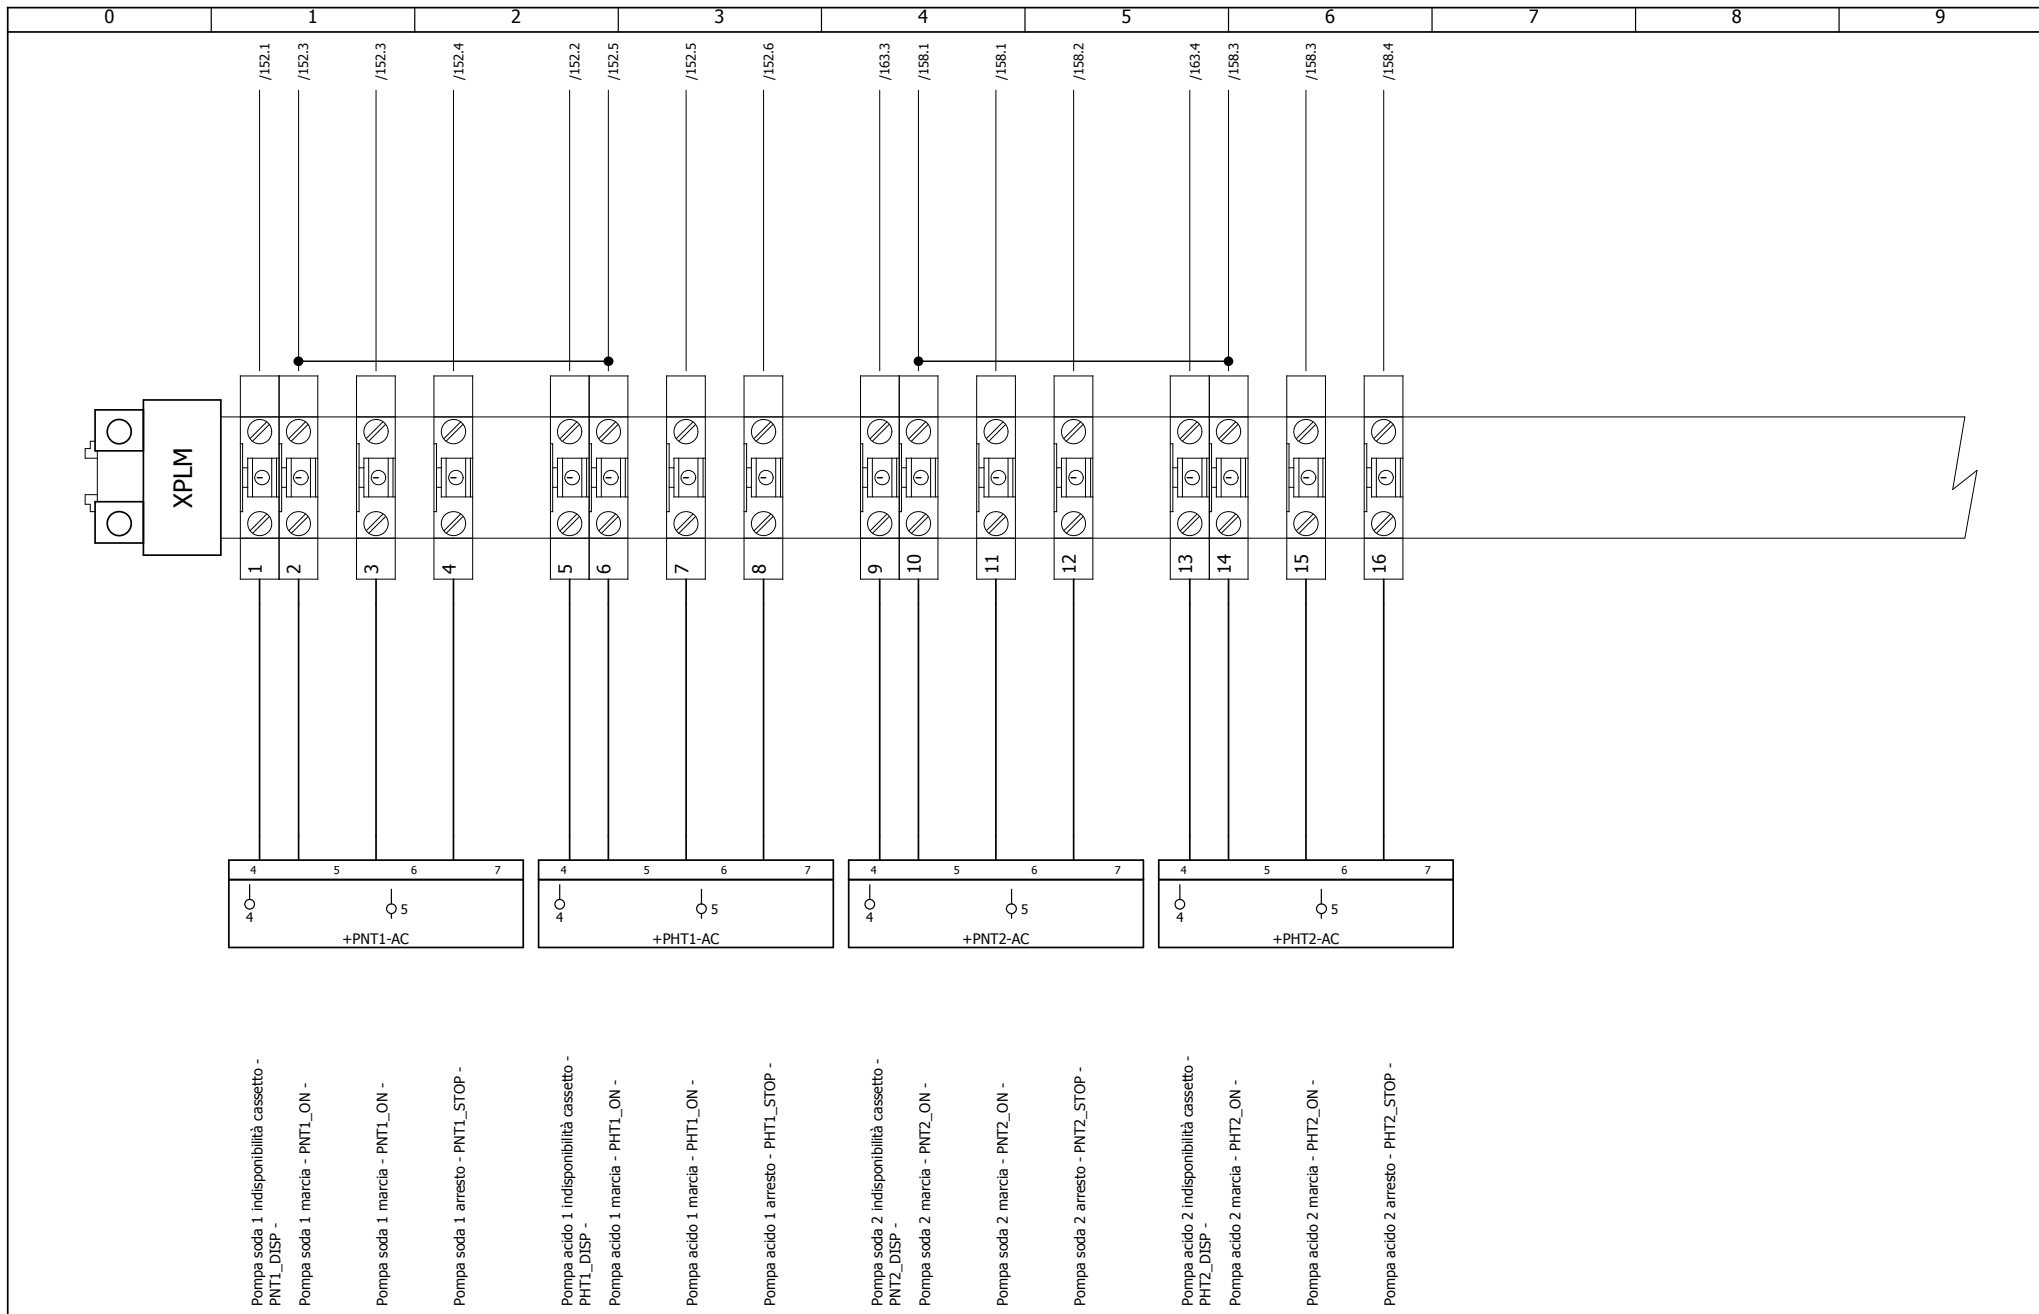 0 1 2 3 4 5 6 7 8 9
/152.1 /152.3 /152.3 /152.4 /152.2 /152.5 /152.5 /152.6 /163.3 /158.1 /158.1 /158.2 /163.4 /158.3 /158.3 /158.4
XPLM
1 2 3 4 5 6 7 8 9 10 11 12 13 14 15 16
4 5 6 7 4 5 6 7 4 5 6 7 4 5 6 7
4 5 4 5 4 5 4 5
+PNT1-AC +PHT1-AC +PNT2-AC +PHT2-AC
Pompa soda 1 indisponibilità cassetto -
PNT1_DISP -
Pompa soda 1 marcia - PNT1_ON -
Pompa soda 1 marcia - PNT1_ON -
Pompa soda 1 arresto - PNT1_STOP -
Pompa acido 1 indisponibilità cassetto -
PHT1_DISP -
Pompa acido 1 marcia - PHT1_ON -
Pompa acido 1 marcia - PHT1_ON -
Pompa acido 1 arresto - PHT1_STOP -
Pompa soda 2 indisponibilità cassetto -
PNT2_DISP -
Pompa soda 2 marcia - PNT2_ON -
Pompa soda 2 marcia - PNT2_ON -
Pompa soda 2 arresto - PNT2_STOP -
Pompa acido 2 indisponibilità cassetto -
PHT2_DISP -
Pompa acido 2 marcia - PHT2_ON -
Pompa acido 2 marcia - PHT2_ON -
Pompa acido 2 arresto - PHT2_STOP -